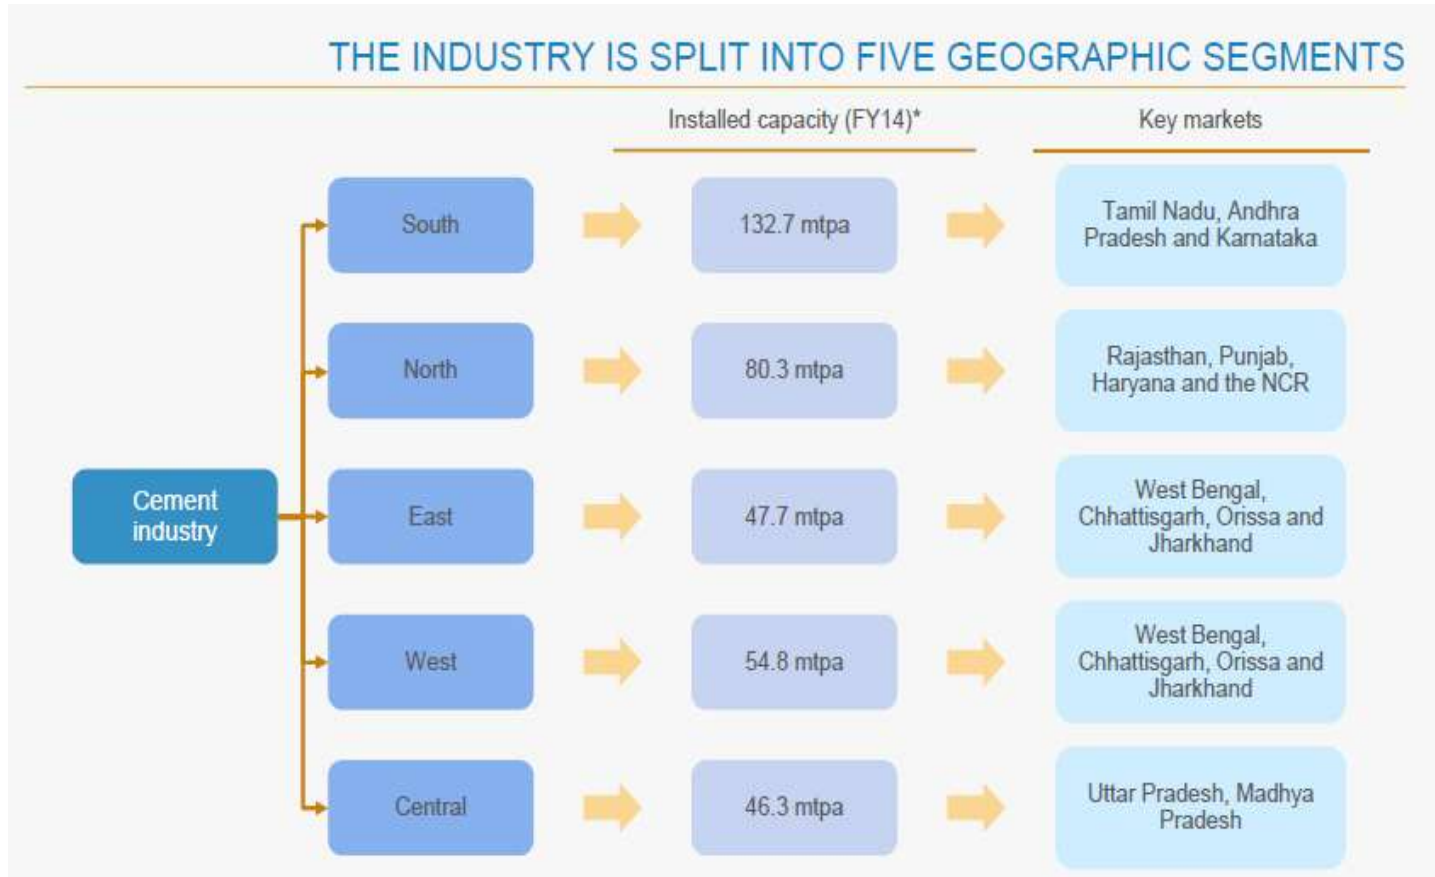 THE INDUSTRY IS SPLIT INTO FIVE GEOGRAPHIC SEGMENTS
Installed capacity (FY14)*
Key markets
South
132.7 mtpa
Tamil Nadu, Andhra
Pradesh and Karnataka
North
80.3 mtpa
Rajasthan, Punjab,
Haryana and the NCR
Cement
industry
East
47.7 mtpa
West Bengal,
Chhattisgarh, Orissa and
Jharkhand
West
54.8 mtpa
West Bengal,
Chhattisgarh, Orissa and
Jharkhand
Central
46.3 mtpa
Uttar Pradesh, Madhya
Pradesh